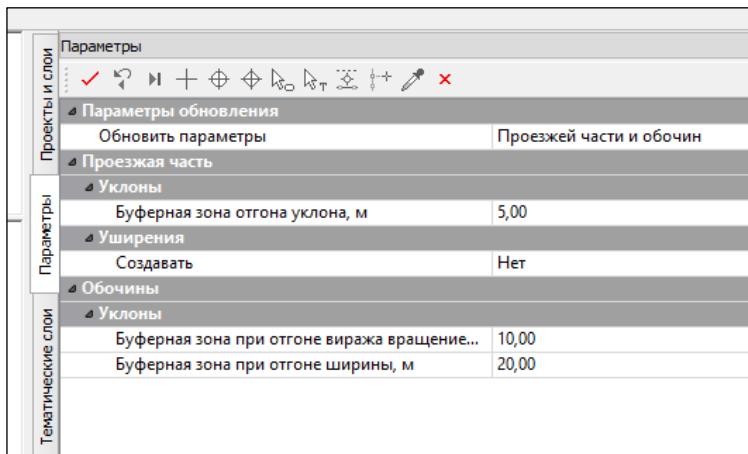 Параметры
Проекты и слои
Параметры
Тематические слои
Параметры обновления
Обновить параметры Проезжей части и обочин
Проезжая часть
Уклоны
Буферная зона отгона уклона, м 5,00
Уширения
Создавать Нет
Обочины
Уклоны
Буферная зона при отгоне виража вращение... 10,00
Буферная зона при отгоне ширины, м 20,00